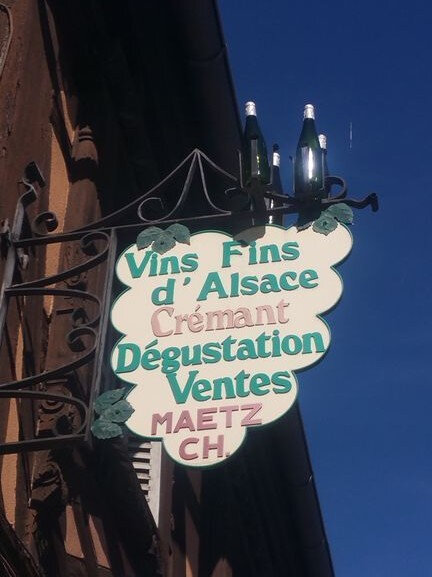 Vins Fins
d'Alsace
Crémant
Dégustation
Ventes
MAETZ
CH.